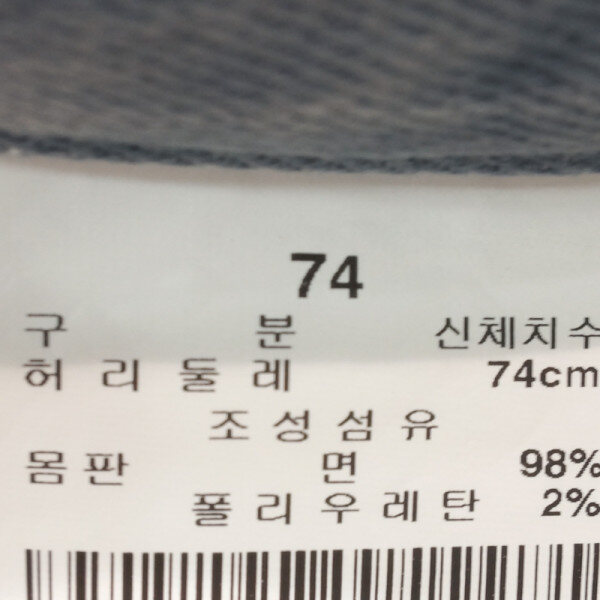 74
구 분 신체치수
허리둘레 74cm
조성섬유
몸판 면 98%
폴리우레탄 2%